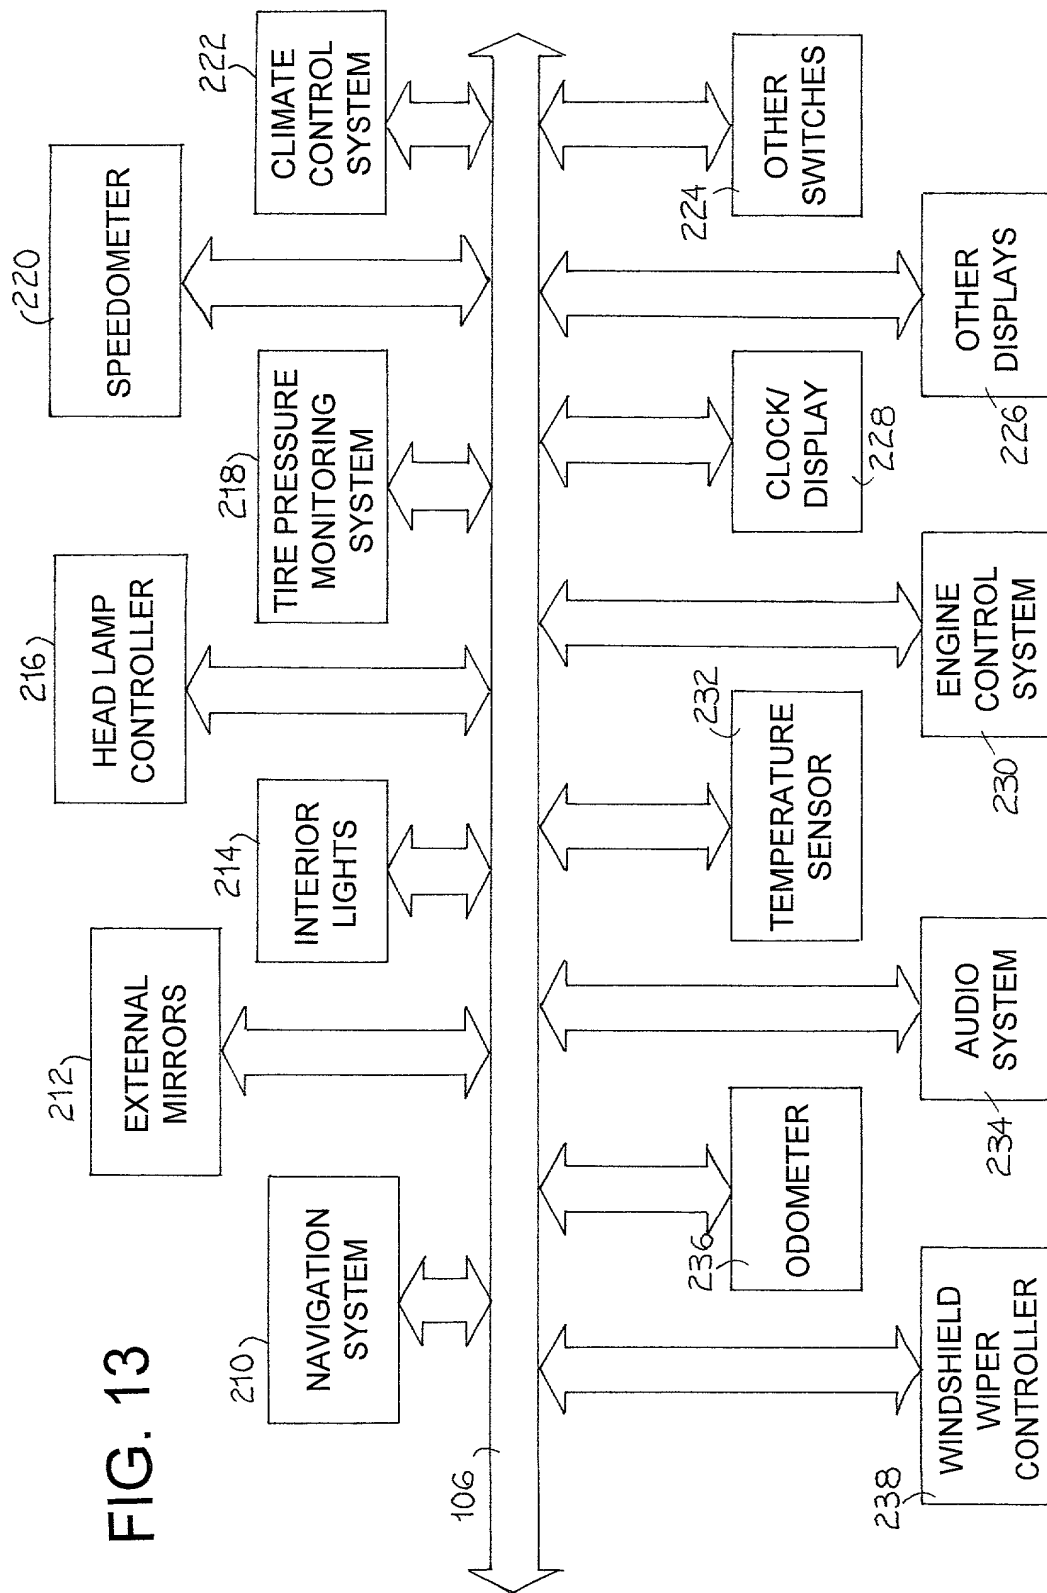 FIG. 13
210
NAVIGATION
SYSTEM
212
EXTERNAL
MIRRORS
214
INTERIOR
LIGHTS
216
HEAD LAMP
CONTROLLER
218
TIRE PRESSURE
MONITORING
SYSTEM
220
SPEEDOMETER
222
CLIMATE
CONTROL
SYSTEM
106
238
WINDSHIELD
WIPER
CONTROLLER
236
ODOMETER
234
AUDIO
SYSTEM
232
TEMPERATURE
SENSOR
230
ENGINE
CONTROL
SYSTEM
228
CLOCK/
DISPLAY
226
OTHER
DISPLAYS
224
OTHER
SWITCHES